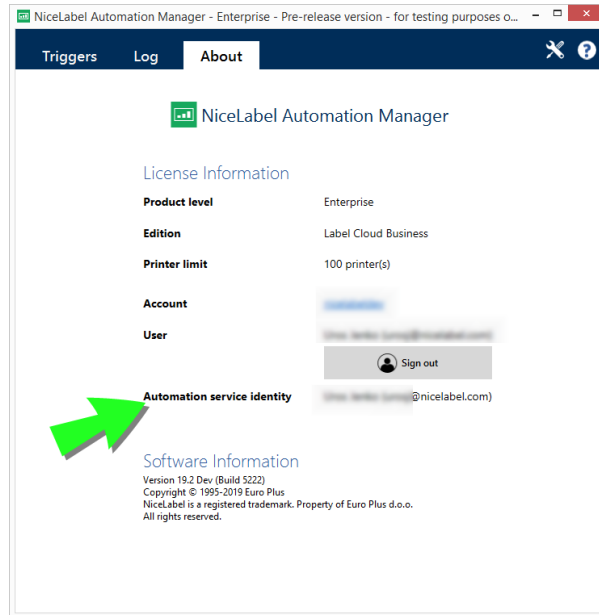 NiceLabel Automation Manager - Enterprise - Pre-release version - for testing purposes o...
Triggers Log About
NiceLabel Automation Manager
License Information
Product level Enterprise
Edition Label Cloud Business
Printer limit 100 printer(s)
Account
User
Sign out
Automation service identity @nicelabel.com)
Software Information
Version 19.2 Dev (Build 5222)
Copyright © 1995-2019 Euro Plus
NiceLabel is a registered trademark. Property of Euro Plus d.o.o.
All rights reserved.